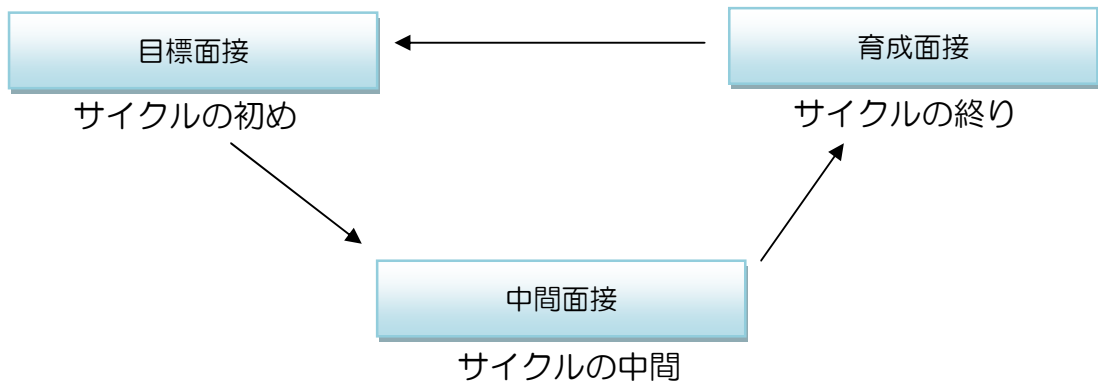 目標面接
サイクルの初め
育成面接
サイクルの終り
中間面接
サイクルの中間